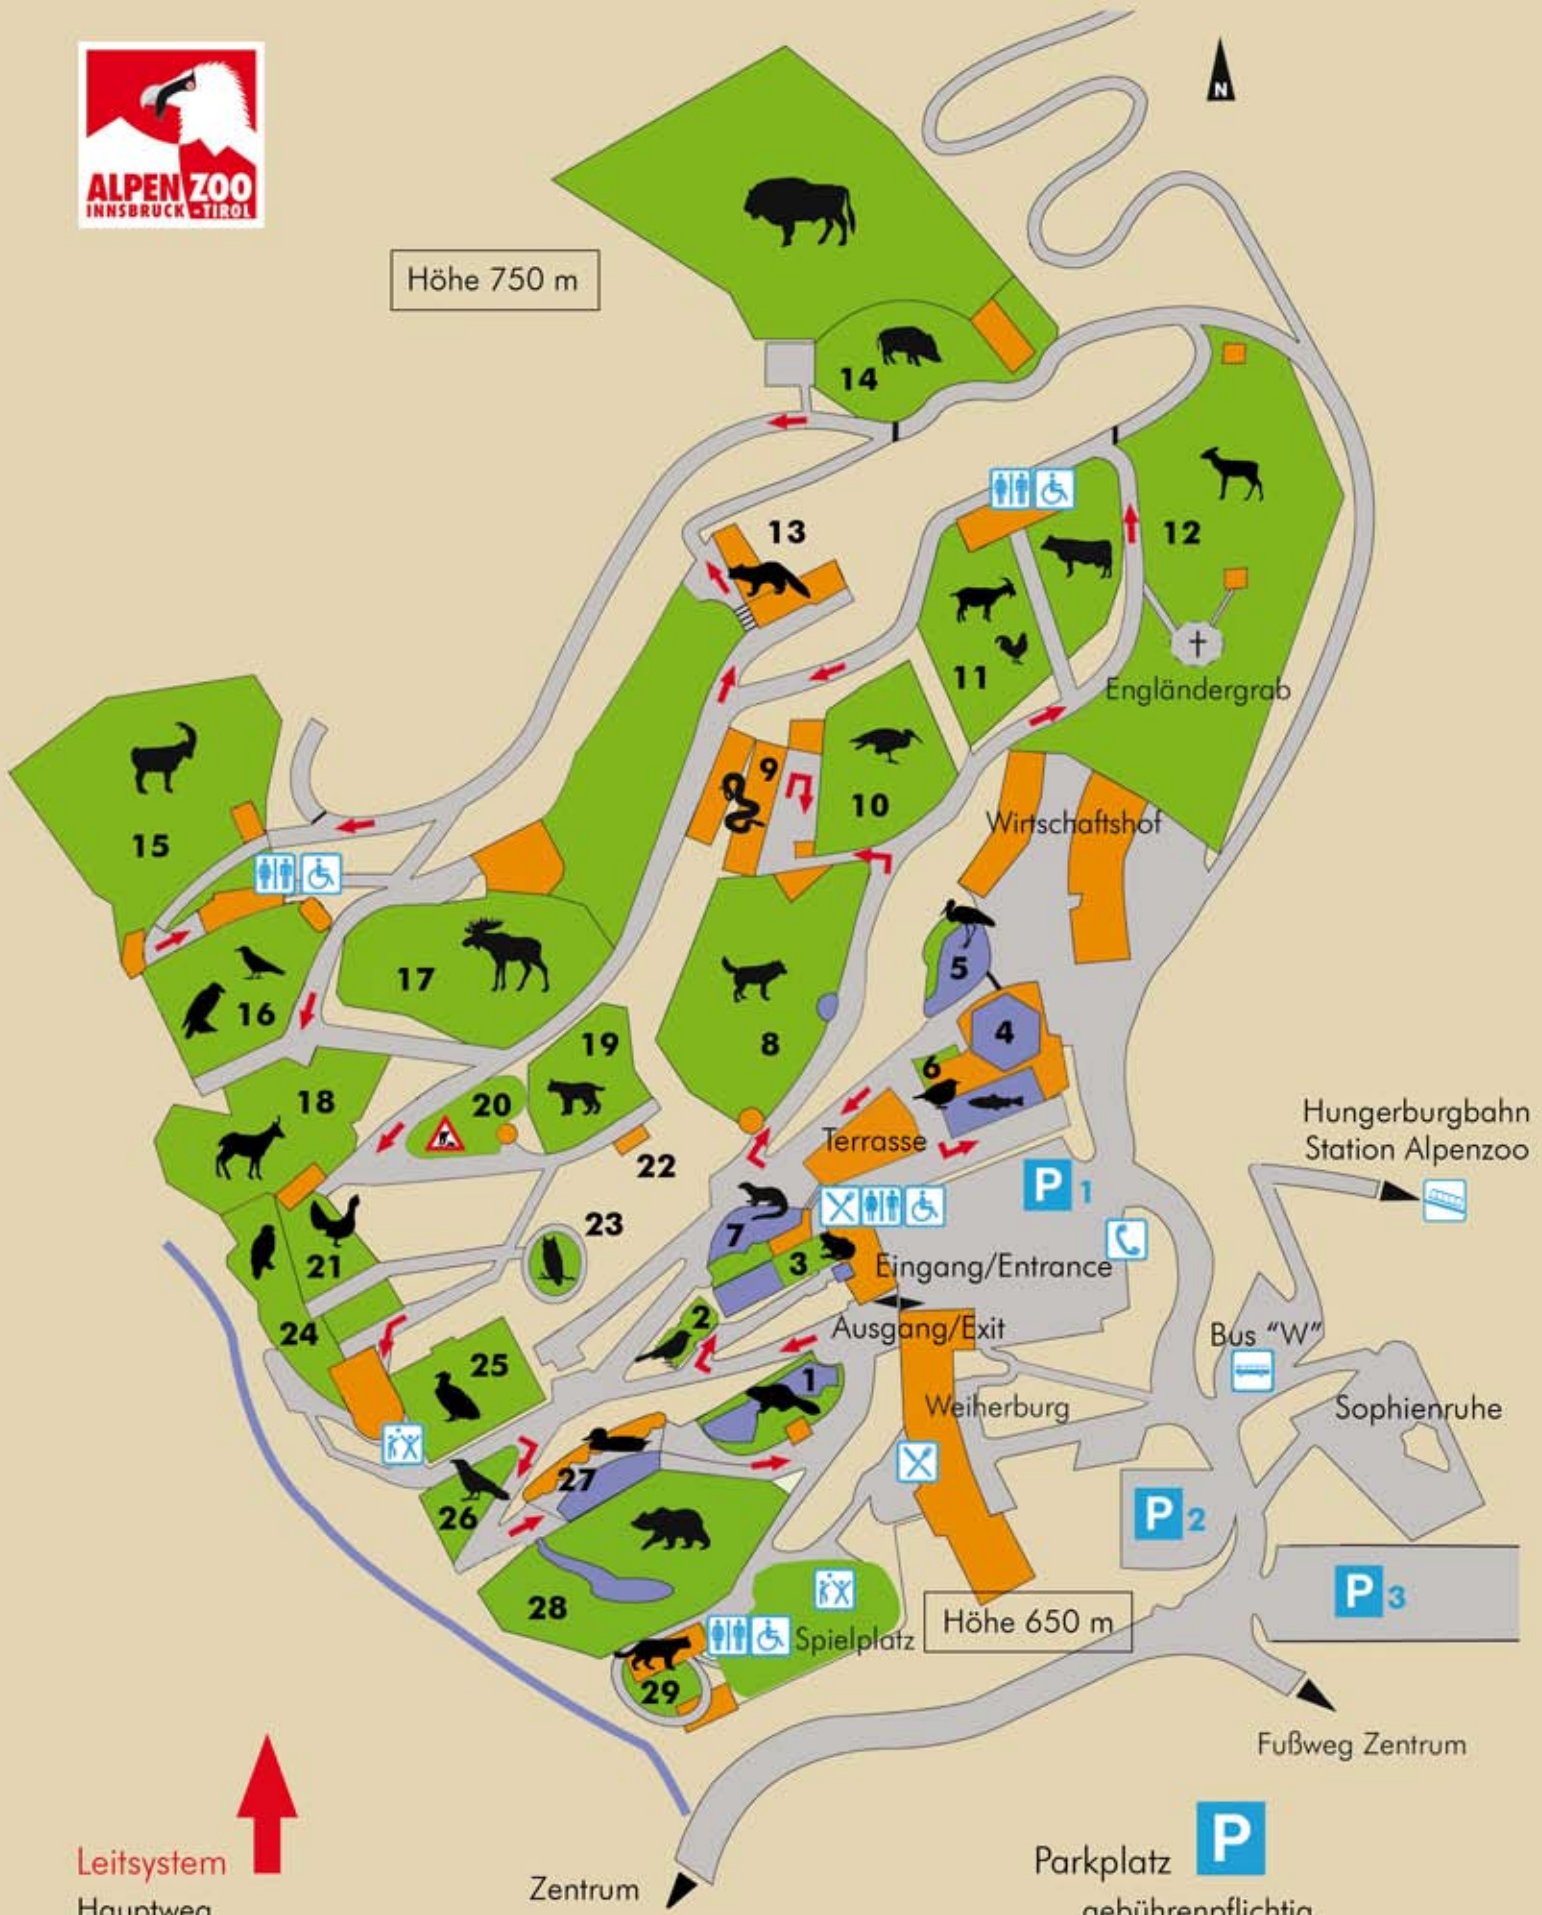 ALPEN ZOO
INNSBRUCK - TIROL
N
Höhe 750 m
14
13
12
11
Engländergrab
9
10
15
Wirtschaftshof
17
16
5
4
8
19
6
18
20
Terrasse
22
Hungerburgbahn
Station Alpenzoo
P 1
23
7
3
21
Eingang/Entrance
2
24
Ausgang/Exit
Bus "W"
25
1
Weiherburg
Sophienruhe
27
26
P 2
28
Höhe 650 m
P 3
Spielplatz
29
Fußweg Zentrum
Leitsystem
Hauptweg
Zentrum
Parkplatz P
gebührenpflichtig